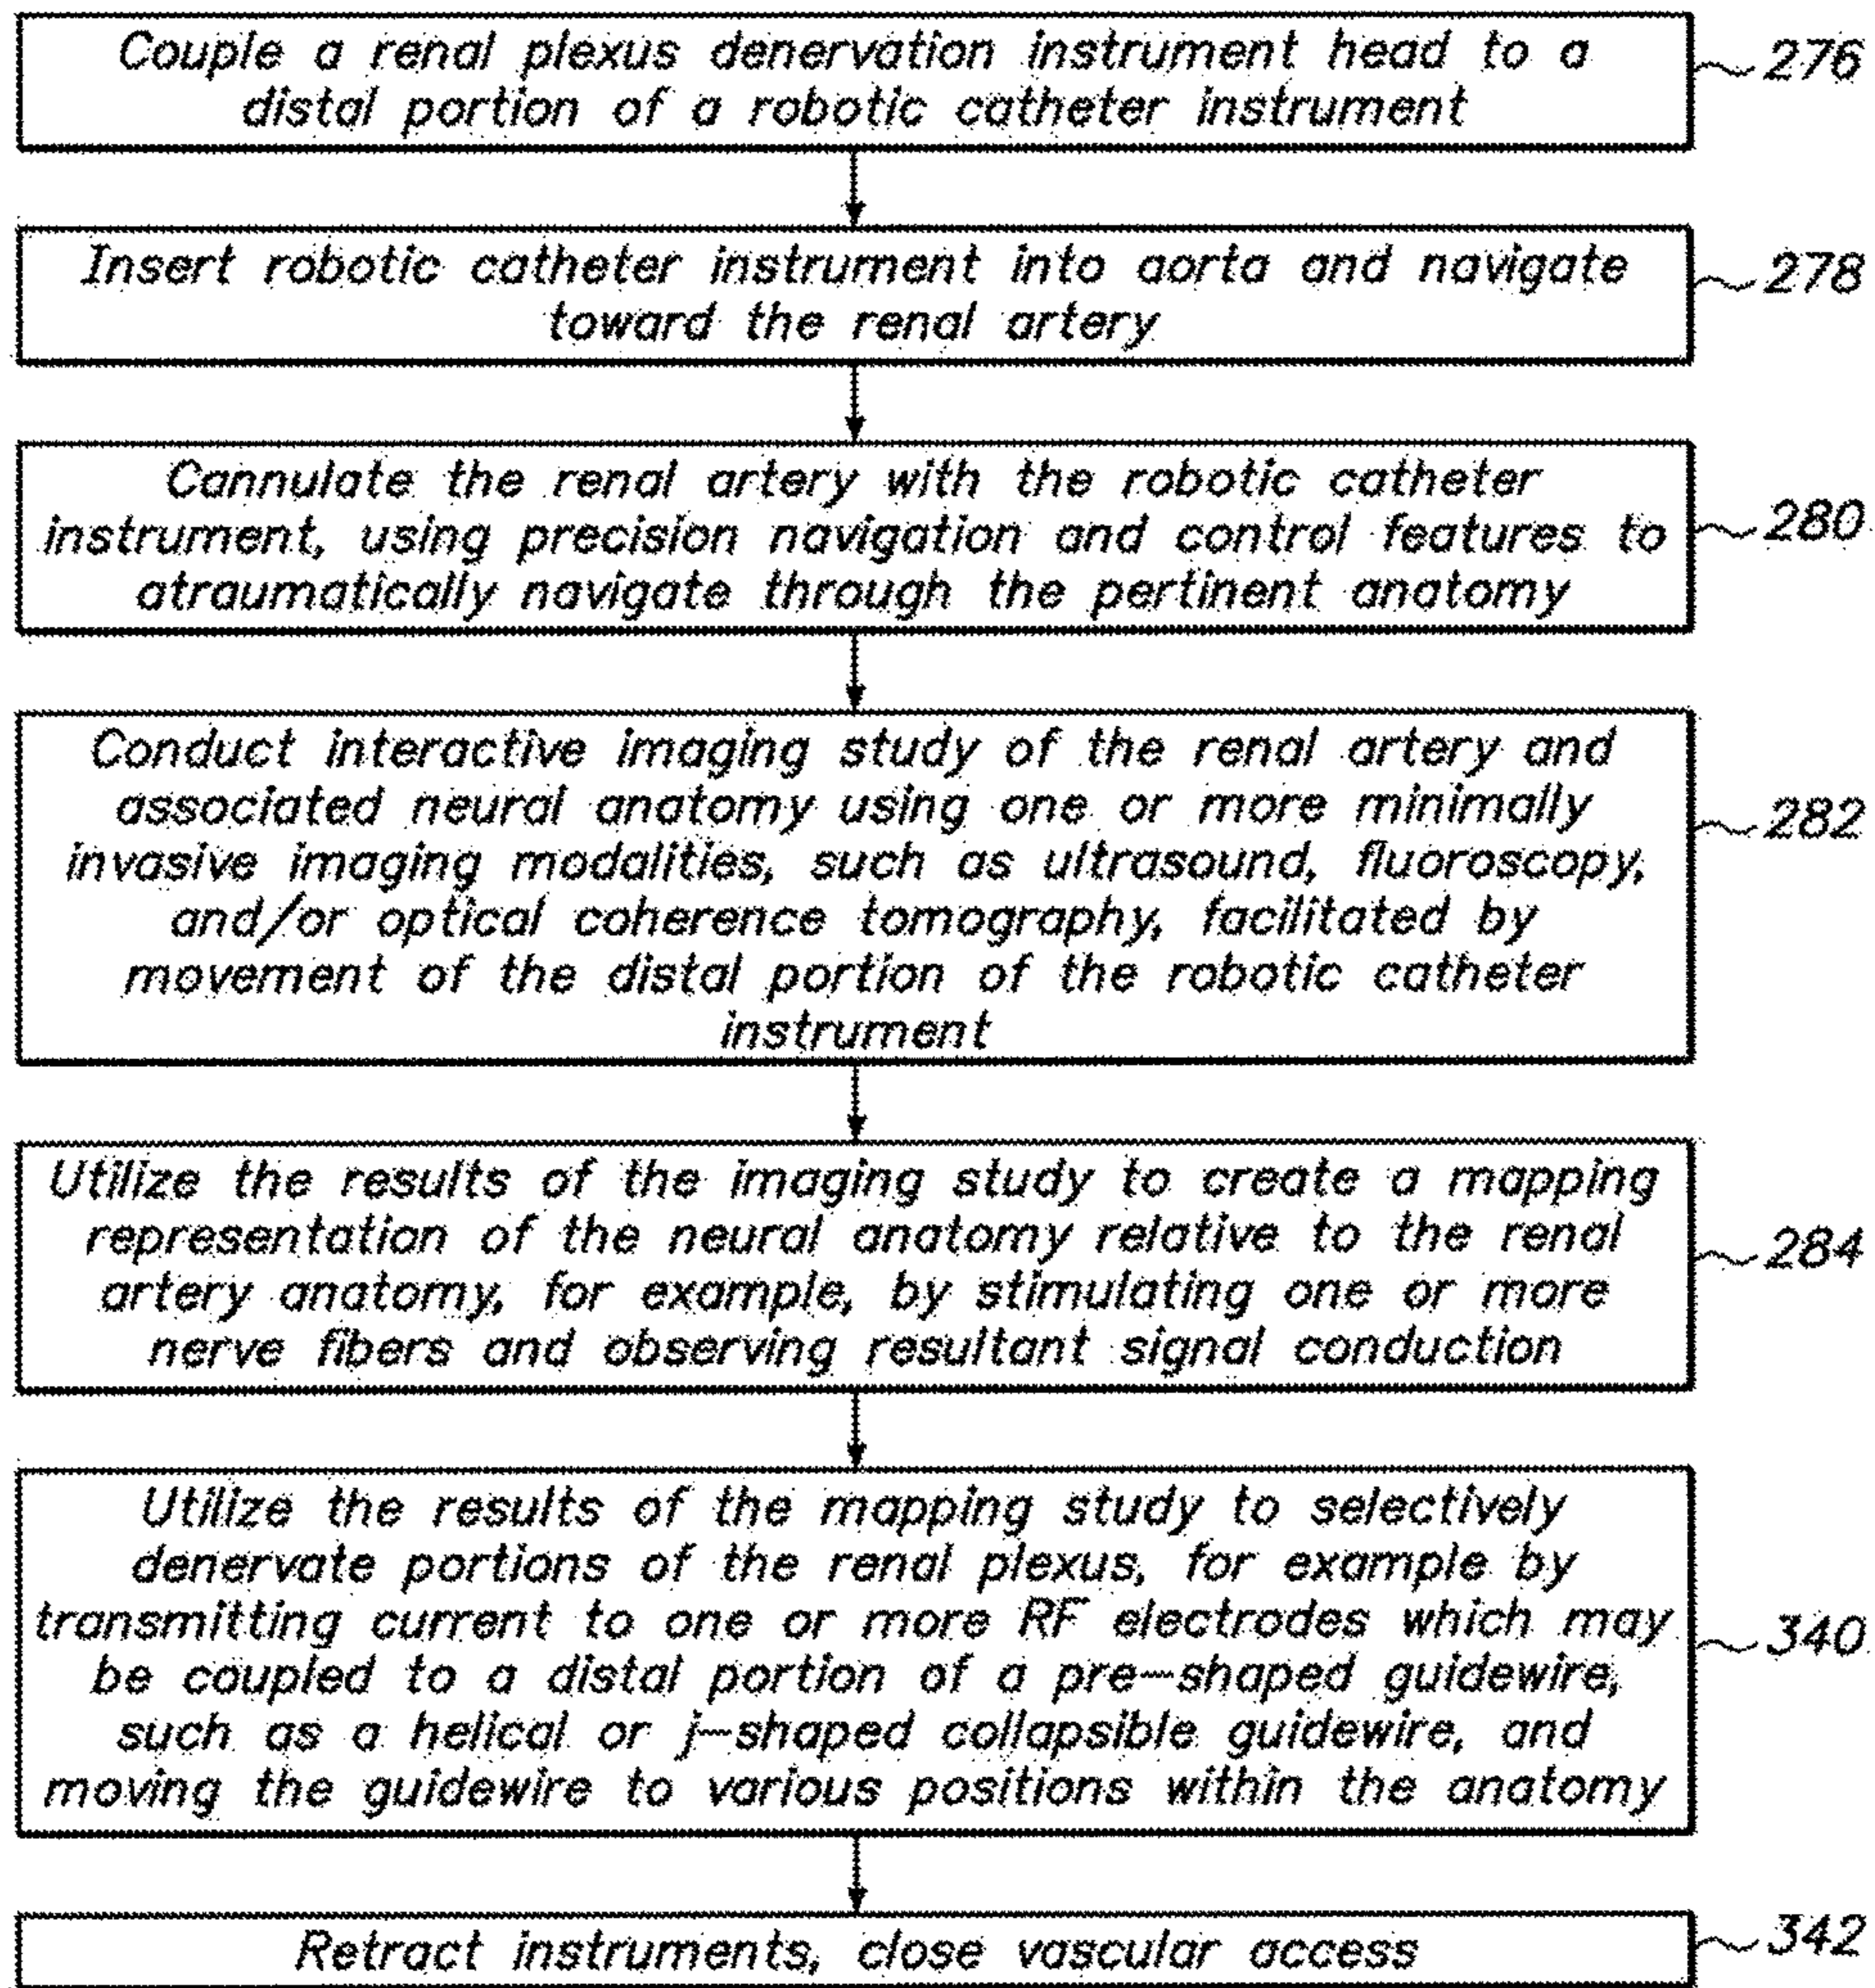 Couple a renal plexus denervation instrument head to a
distal portion of a robotic catheter instrument
276
Insert robotic catheter instrument into aorta and navigate
toward the renal artery
278
Cannulate the renal artery with the robotic catheter
instrument, using precision navigation and control features to
atraumatically navigate through the pertinent anatomy
280
Conduct interactive imaging study of the renal artery and
associated neural anatomy using one or more minimally
invasive imaging modalities, such as ultrasound, fluoroscopy,
and/or optical coherence tomography, facilitated by
movement of the distal portion of the robotic catheter
instrument
282
Utilize the results of the imaging study to create a mapping
representation of the neural anatomy relative to the renal
artery anatomy, for example, by stimulating one or more
nerve fibers and observing resultant signal conduction
284
Utilize the results of the mapping study to selectively
denervate portions of the renal plexus, for example by
transmitting current to one or more RF electrodes which may
be coupled to a distal portion of a pre-shaped guidewire,
such as a helical or j-shaped collapsible guidewire, and
moving the guidewire to various positions within the anatomy
340
Retract instruments, close vascular access
342